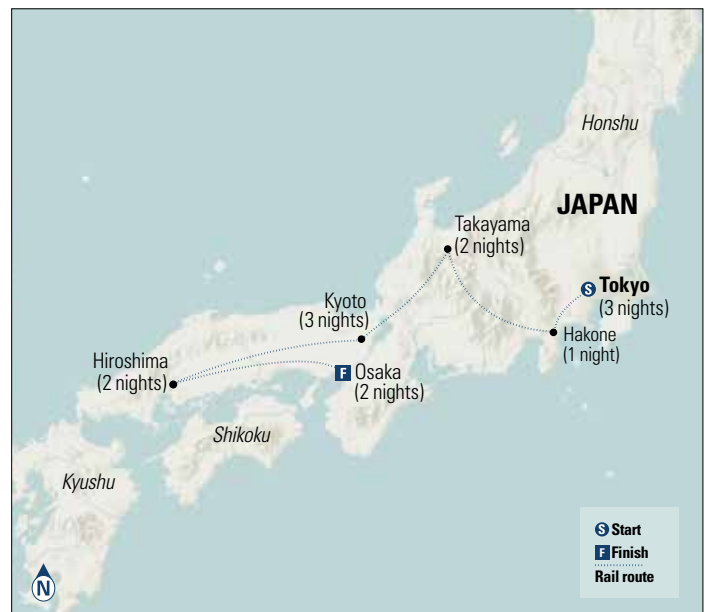 Honshu
JAPAN
Takayama
(2 nights)
S Tokyo
(3 nights)
Kyoto
(3 nights)
Hakone
(1 night)
Hiroshima
(2 nights)
F Osaka
(2 nights)
Shikoku
Kyushu
S Start
F Finish
Rail route
N